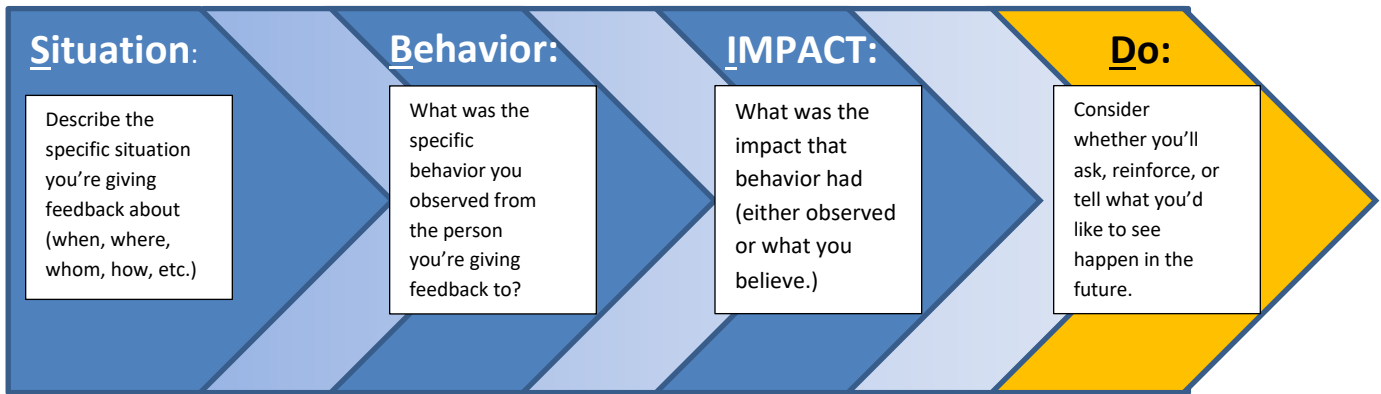 Situation:
Describe the
specific situation
you're giving
feedback about
(when, where,
whom, how, etc.)
Behavior:
What was the
specific
behavior you
observed from
the person
you're giving
feedback to?
IMPACT:
What was the
impact that
behavior had
(either observed
or what you
believe.)
Do:
Consider
whether you'll
ask, reinforce, or
tell what you'd
like to see
happen in the
future.